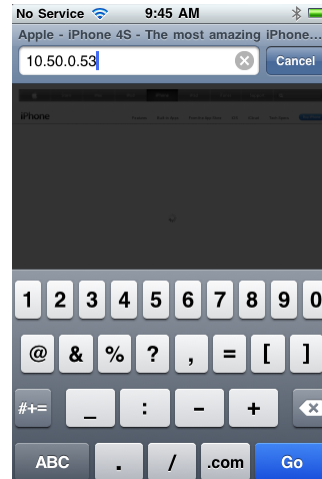 No Service 9:45 AM
Apple - iPhone 4S - The most amazing iPhone...
10.50.0.53
Cancel
iPhone
1 2 3 4 5 6 7 8 9 0
@ & % ? , = [ ]
#+= _ : - +
ABC . / .com Go